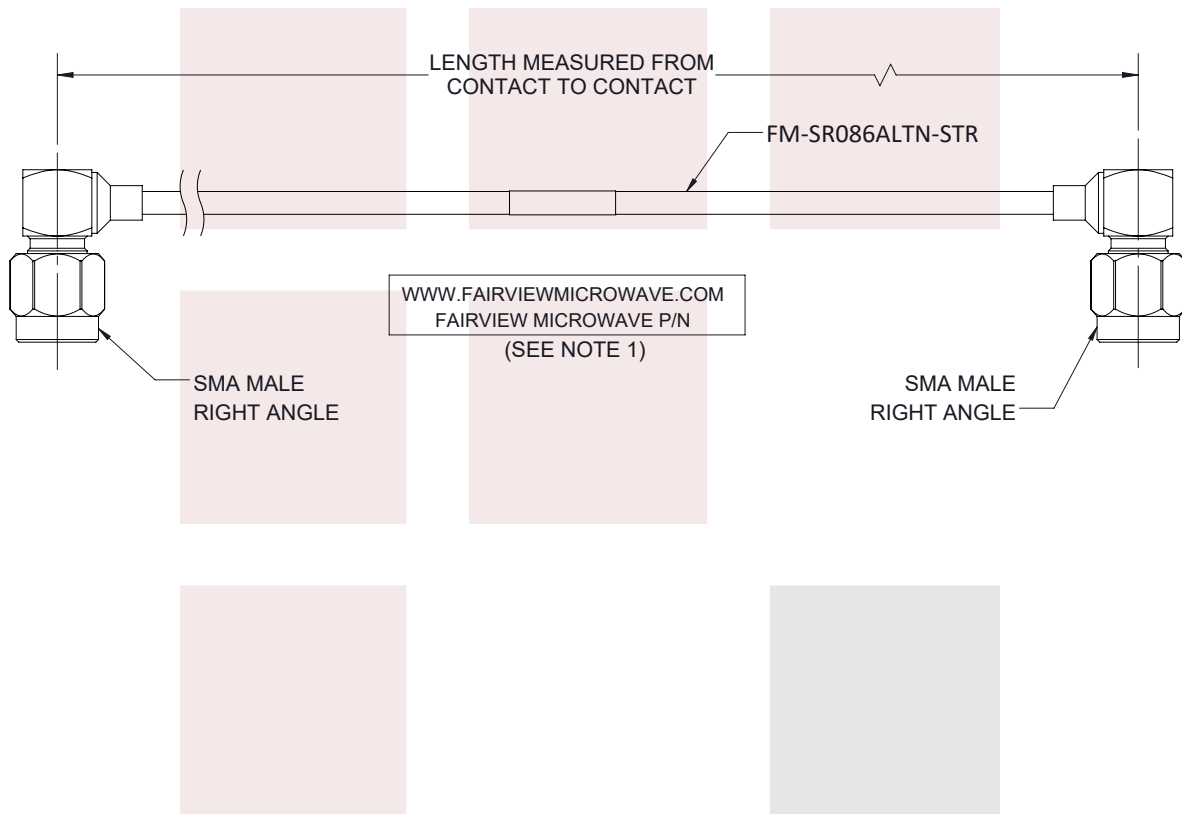 LENGTH MEASURED FROM
CONTACT TO CONTACT
FM-SR086ALTN-STR
WWW.FAIRVIEWMICROWAVE.COM
FAIRVIEW MICROWAVE P/N
(SEE NOTE 1)
SMA MALE
RIGHT ANGLE
SMA MALE
RIGHT ANGLE